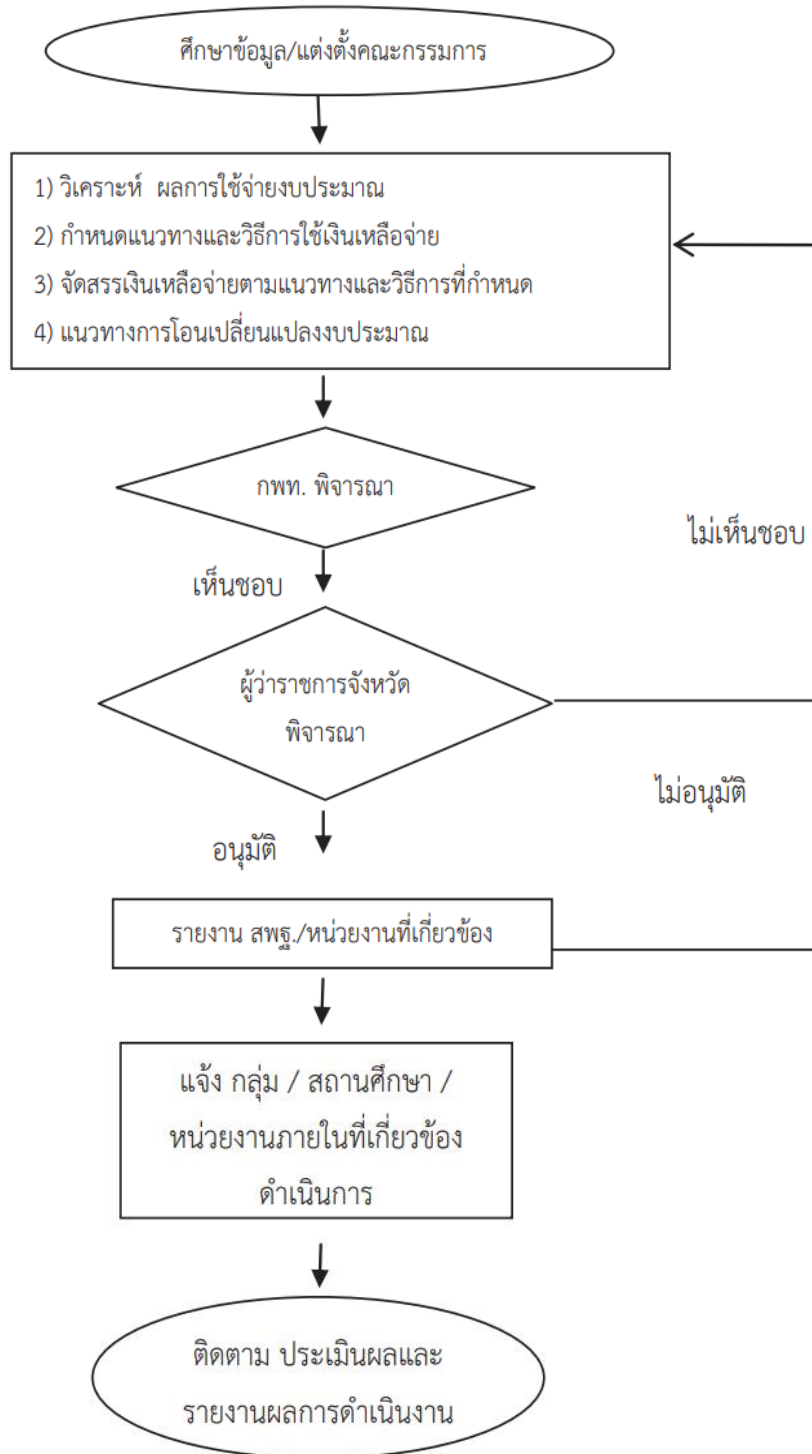 ศึกษาข้อมูล/แต่งตั้งคณะกรรมการ
1) วิเคราะห์ ผลการใช้จ่ายงบประมาณ
2) กำหนดแนวทางและวิธีการใช้เงินเหลือจ่าย
3) จัดสรรเงินเหลือจ่ายตามแนวทางและวิธีการที่กำหนด
4) แนวทางการโอนเปลี่ยนแปลงงบประมาณ
กพท. พิจารณา
ไม่เห็นชอบ
เห็นชอบ
ผู้ว่าราชการจังหวัด
พิจารณา
ไม่อนุมัติ
อนุมัติ
รายงาน สพฐ./หน่วยงานที่เกี่ยวข้อง
แจ้ง กลุ่ม / สถานศึกษา /
หน่วยงานภายในที่เกี่ยวข้อง
ดำเนินการ
ติดตาม ประเมินผลและ
รายงานผลการดำเนินงาน